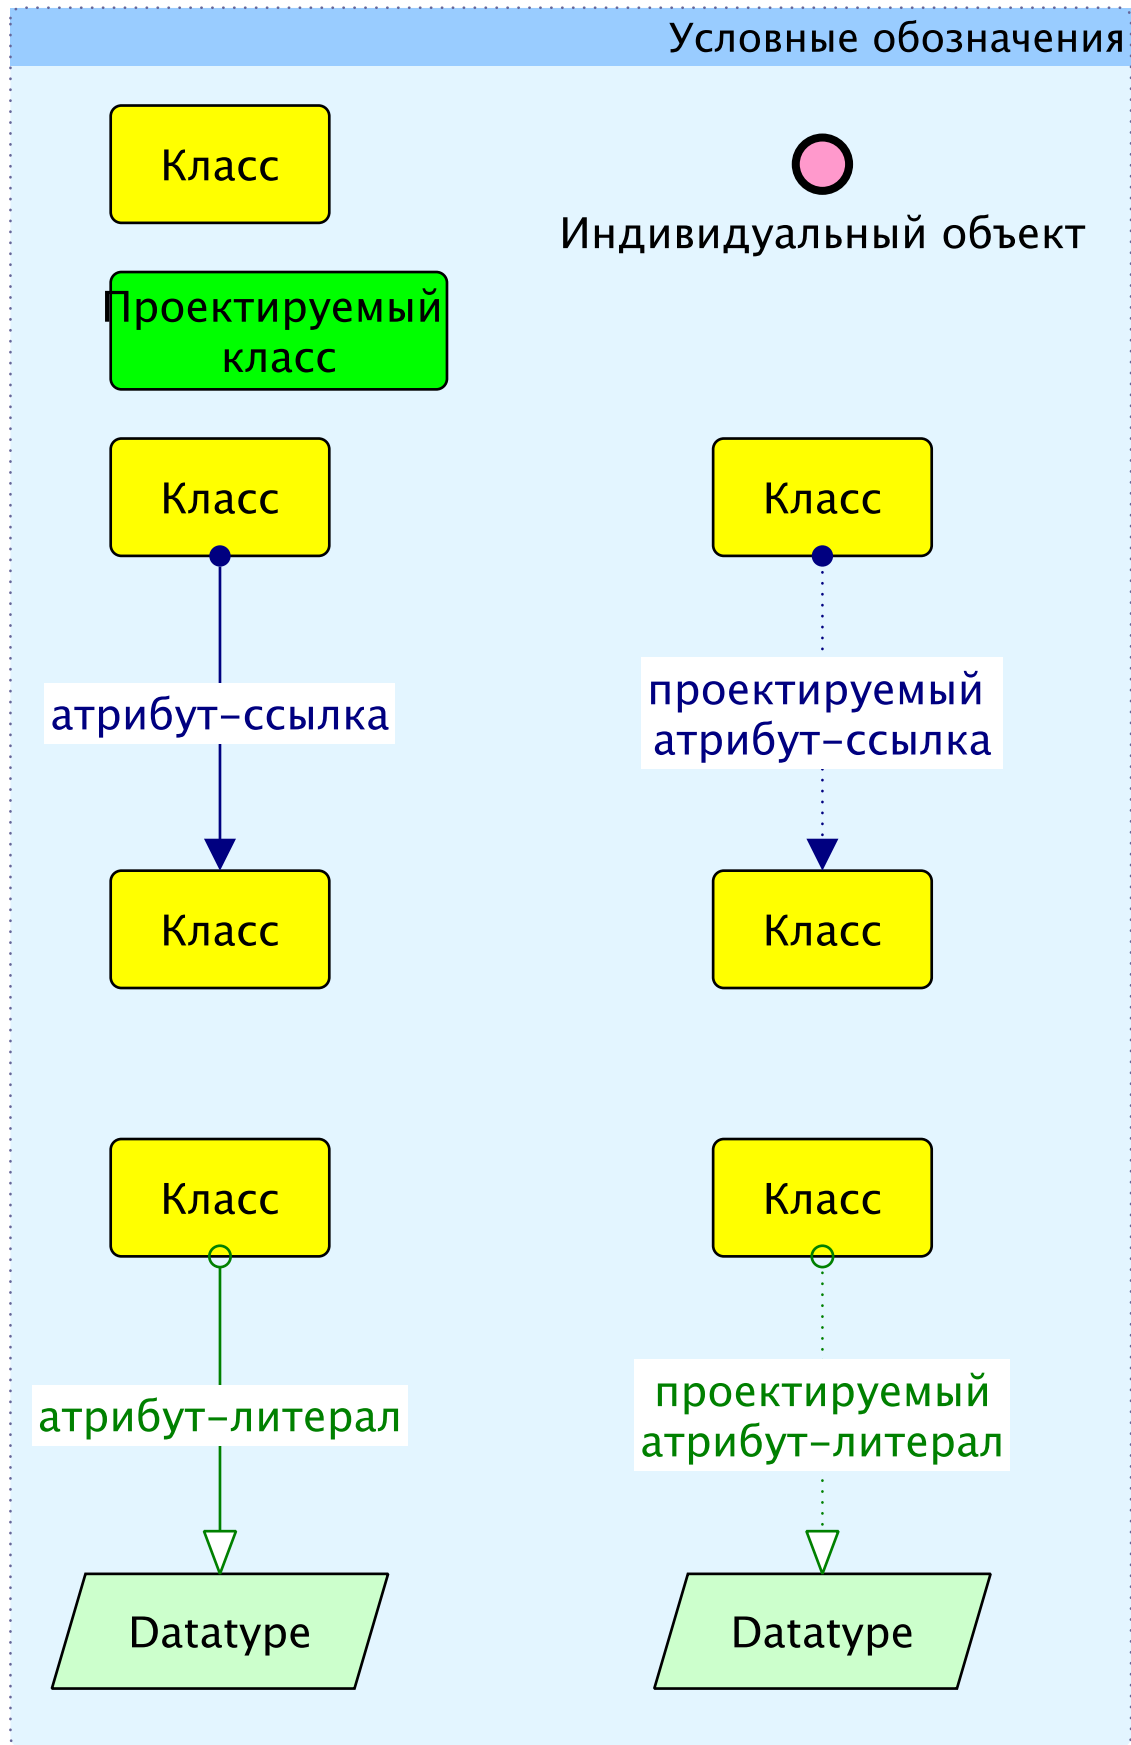 Условные обозначения
Класс
Индивидуальный объект
Проектируемый
класс
Класс
Класс
атрибут-ссылка
проектируемый
атрибут-ссылка
Класс
Класс
Класс
Класс
атрибут-литерал
проектируемый
атрибут-литерал
Datatype
Datatype